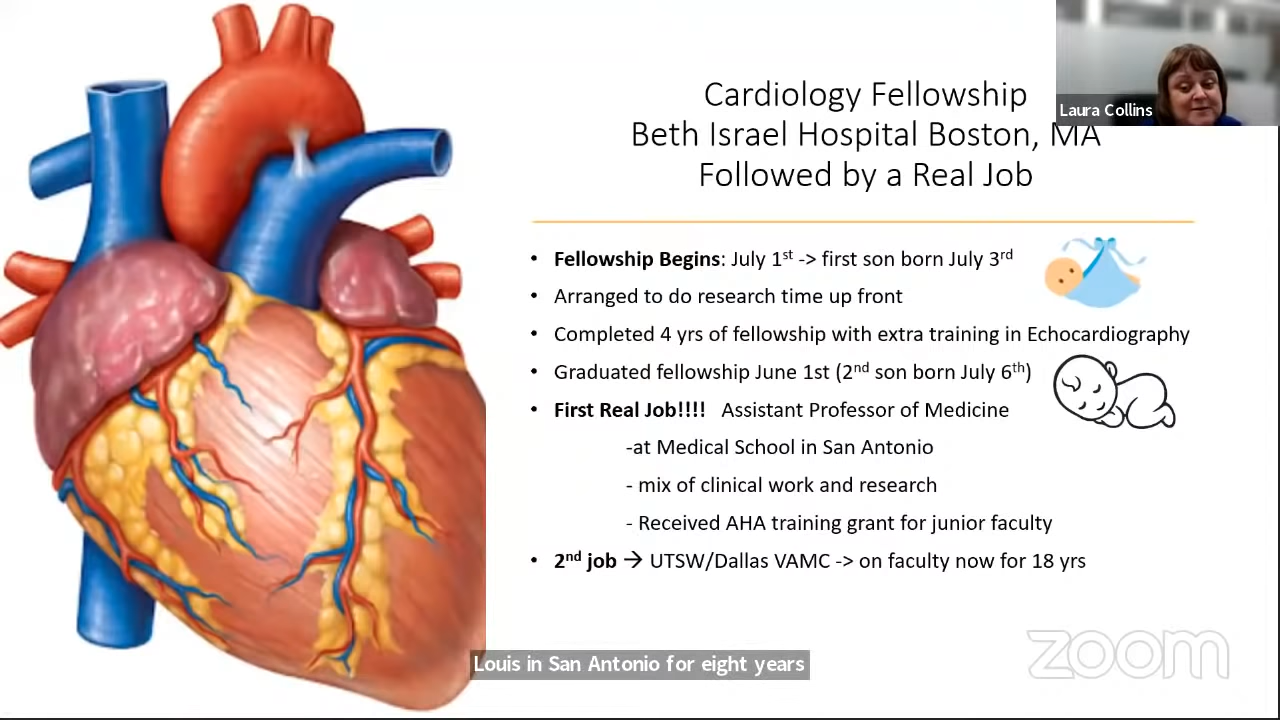 Cardiology Fellowship
Beth Israel Hospital Boston, MA
Followed by a Real Job
Laura Collins
• Fellowship Begins: July 1st -> first son born July 3rd
• Arranged to do research time up front
• Completed 4 yrs of fellowship with extra training in Echocardiography
• Graduated fellowship June 1st (2nd son born July 6th)
• First Real Job!!!! Assistant Professor of Medicine
-at Medical School in San Antonio
- mix of clinical work and research
- Received AHA training grant for junior faculty
• 2nd job → UTSW/Dallas VAMC -> on faculty now for 18 yrs
zoom
Louis in San Antonio for eight years